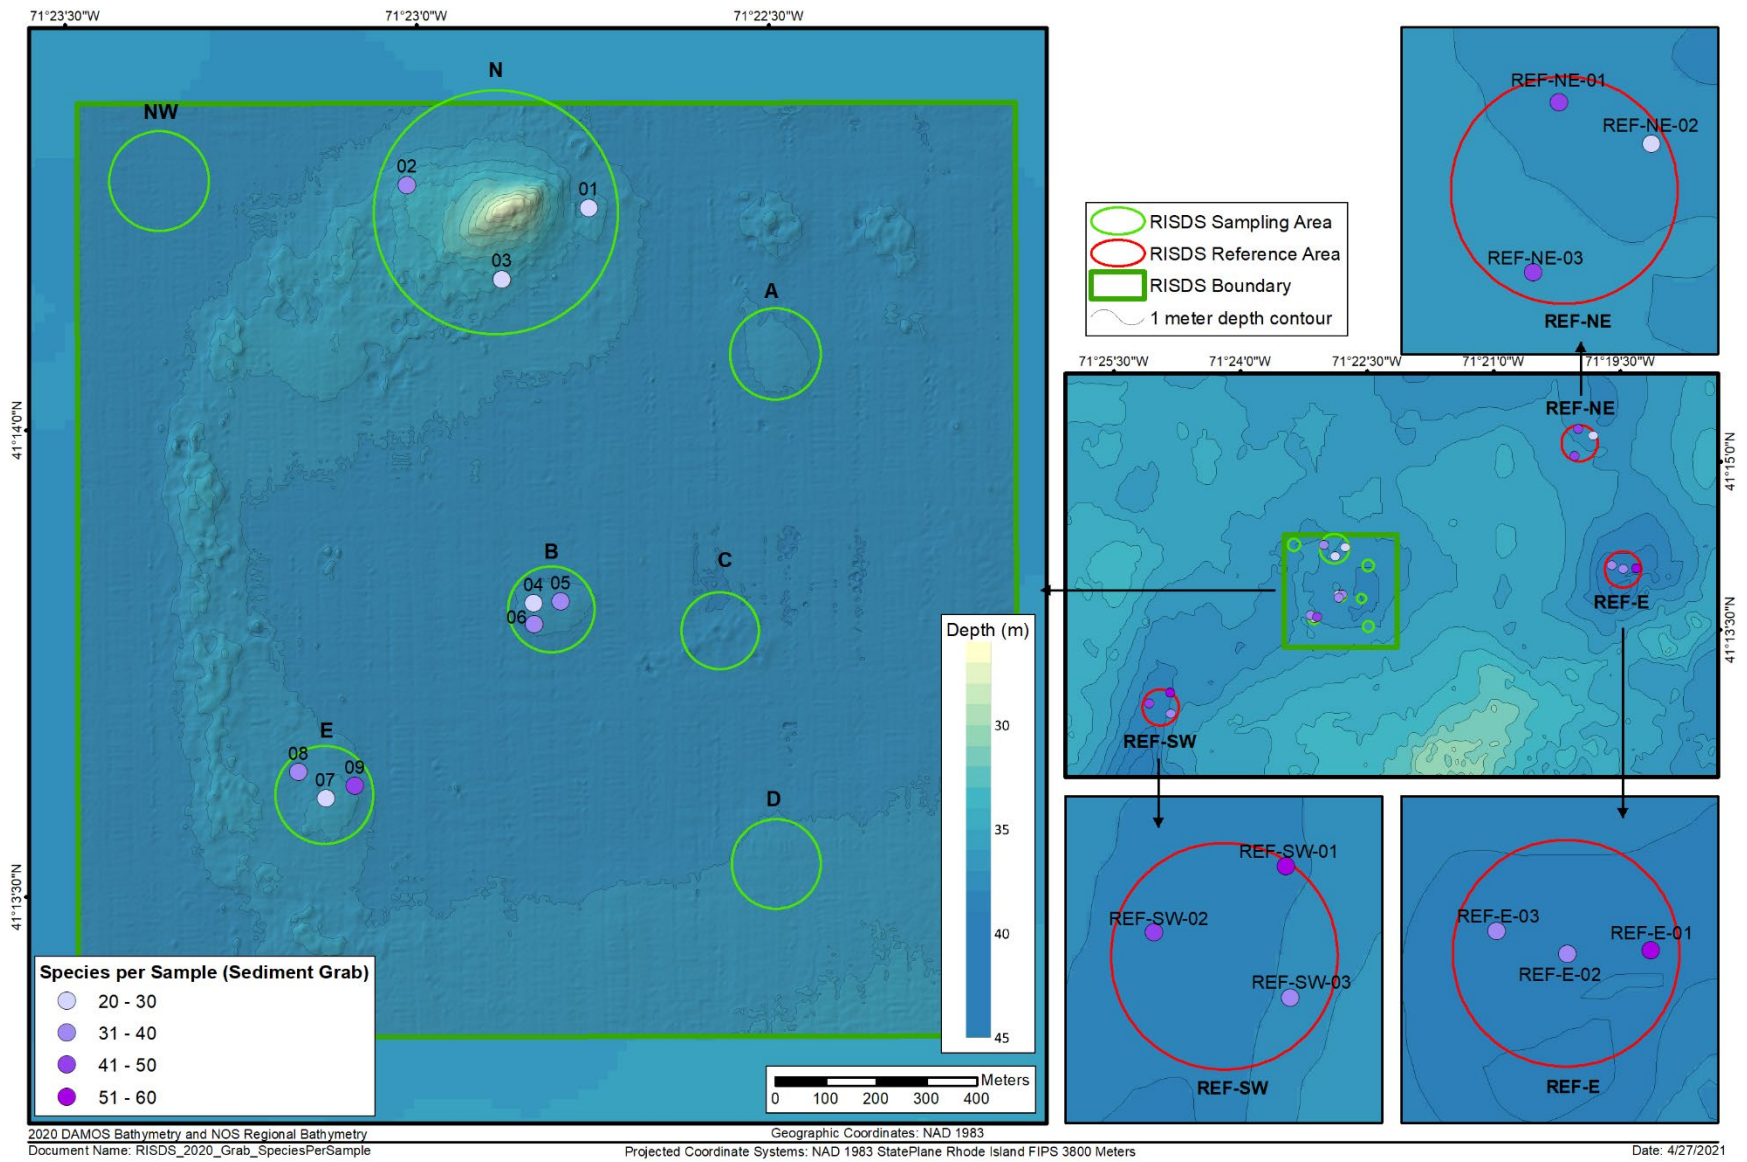 71°23'30"W
71°23'0"W
71°22'30"W
N
NW
02
01
03
A
41°14'0"N
B
04
05
06
C
E
08
07
09
D
41°13'30"N
Depth (m)
30
35
40
45
Species per Sample (Sediment Grab)
20 - 30
31 - 40
41 - 50
51 - 60
Meters
0 100 200 300 400
RISDS Sampling Area
RISDS Reference Area
RISDS Boundary
1 meter depth contour
REF-NE-01
REF-NE-02
REF-NE-03
REF-NE
71°25'30"W
71°24'0"W
71°22'30"W
71°21'0"W
71°19'30"W
REF-NE
41°15'0"N
REF-E
41°13'30"N
REF-SW
REF-SW-01
REF-SW-02
REF-SW-03
REF-SW
REF-E-03
REF-E-01
REF-E-02
REF-E
2020 DAMOS Bathymetry and NOS Regional Bathymetry
Geographic Coordinates: NAD 1983
Document Name: RISDS_2020_Grab_SpeciesPerSample
Projected Coordinate Systems: NAD 1983 StatePlane Rhode Island FIPS 3800 Meters
Date: 4/27/2021